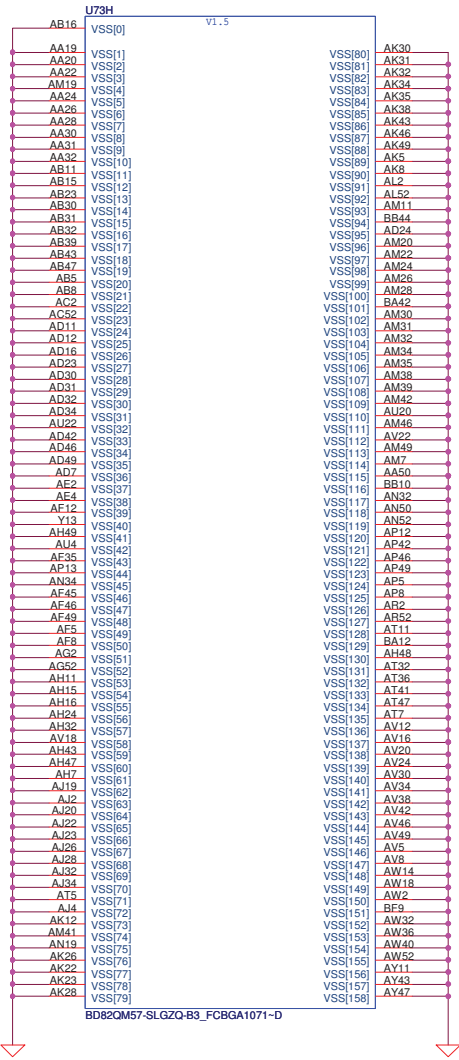 U73H
V1.5
AB16 VSS[0]
AA19 VSS[1] VSS[80] AK30
AA20 VSS[2] VSS[81] AK31
AA22 VSS[3] VSS[82] AK32
AM19 VSS[4] VSS[83] AK34
AA24 VSS[5] VSS[84] AK35
AA26 VSS[6] VSS[85] AK38
AA28 VSS[7] VSS[86] AK43
AA30 VSS[8] VSS[87] AK46
AA31 VSS[9] VSS[88] AK49
AA32 VSS[10] VSS[89] AK5
AB11 VSS[11] VSS[90] AK8
AB15 VSS[12] VSS[91] AL2
AB23 VSS[13] VSS[92] AL52
AB30 VSS[14] VSS[93] AM11
AB31 VSS[15] VSS[94] BB44
AB32 VSS[16] VSS[95] AD24
AB39 VSS[17] VSS[96] AM20
AB43 VSS[18] VSS[97] AM22
AB47 VSS[19] VSS[98] AM24
AB5 VSS[20] VSS[99] AM26
AB8 VSS[21] VSS[100] AM28
AC2 VSS[22] VSS[101] BA42
AC52 VSS[23] VSS[102] AM30
AD11 VSS[24] VSS[103] AM31
AD12 VSS[25] VSS[104] AM32
AD16 VSS[26] VSS[105] AM34
AD23 VSS[27] VSS[106] AM35
AD30 VSS[28] VSS[107] AM38
AD31 VSS[29] VSS[108] AM39
AD32 VSS[30] VSS[109] AM42
AD34 VSS[31] VSS[110] AU20
AU22 VSS[32] VSS[111] AM46
AD42 VSS[33] VSS[112] AV22
AD46 VSS[34] VSS[113] AM49
AD49 VSS[35] VSS[114] AM7
AD7 VSS[36] VSS[115] AA50
AE2 VSS[37] VSS[116] BB10
AE4 VSS[38] VSS[117] AN32
AF12 VSS[39] VSS[118] AN50
Y13 VSS[40] VSS[119] AN52
AH49 VSS[41] VSS[120] AP12
AU4 VSS[42] VSS[121] AP42
AF35 VSS[43] VSS[122] AP46
AP13 VSS[44] VSS[123] AP49
AN34 VSS[45] VSS[124] AP5
AF45 VSS[46] VSS[125] AP8
AF46 VSS[47] VSS[126] AR2
AF49 VSS[48] VSS[127] AR52
AF5 VSS[49] VSS[128] AT11
AF8 VSS[50] VSS[129] BA12
AG2 VSS[51] VSS[130] AH48
AG52 VSS[52] VSS[131] AT32
AH11 VSS[53] VSS[132] AT36
AH15 VSS[54] VSS[133] AT41
AH16 VSS[55] VSS[134] AT47
AH24 VSS[56] VSS[135] AT7
AH32 VSS[57] VSS[136] AV12
AV18 VSS[58] VSS[137] AV16
AH43 VSS[59] VSS[138] AV20
AH47 VSS[60] VSS[139] AV24
AH7 VSS[61] VSS[140] AV30
AJ19 VSS[62] VSS[141] AV34
AJ2 VSS[63] VSS[142] AV38
AJ20 VSS[64] VSS[143] AV42
AJ22 VSS[65] VSS[144] AV46
AJ23 VSS[66] VSS[145] AV49
AJ26 VSS[67] VSS[146] AV5
AJ28 VSS[68] VSS[147] AV8
AJ32 VSS[69] VSS[148] AW14
AJ34 VSS[70] VSS[149] AW18
AT5 VSS[71] VSS[150] AW2
AJ4 VSS[72] VSS[151] BF9
AK12 VSS[73] VSS[152] AW32
AM41 VSS[74] VSS[153] AW36
AN19 VSS[75] VSS[154] AW40
AK26 VSS[76] VSS[155] AW52
AK22 VSS[77] VSS[156] AY11
AK23 VSS[78] VSS[157] AY43
AK28 VSS[79] VSS[158] AY47
BD82QM57-SLGZQ-B3_FCBGA1071~D